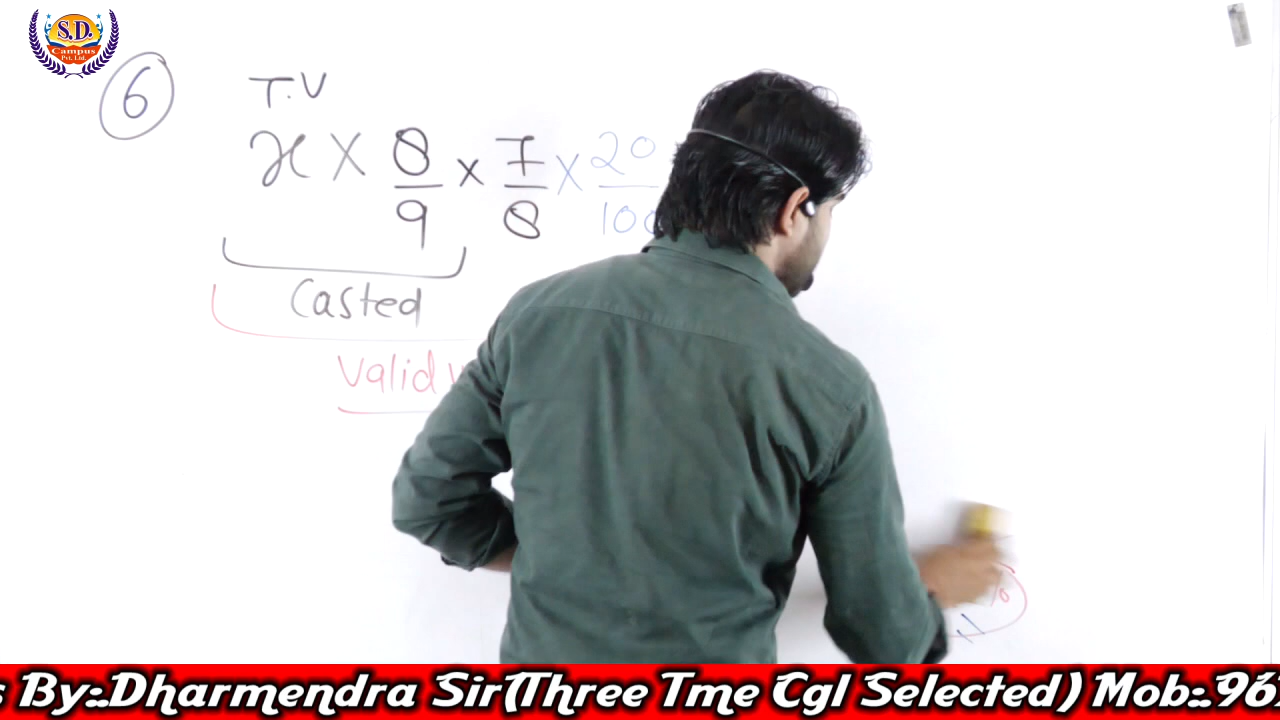 S.D.
Campus
Pvt. Ltd.
6
T.V
x × 8/9 × 7/8 × 20/100
Casted
Valid
%
s By:-Dharmendra Sir(Three Tme Cgl Selected) Mob:-.96